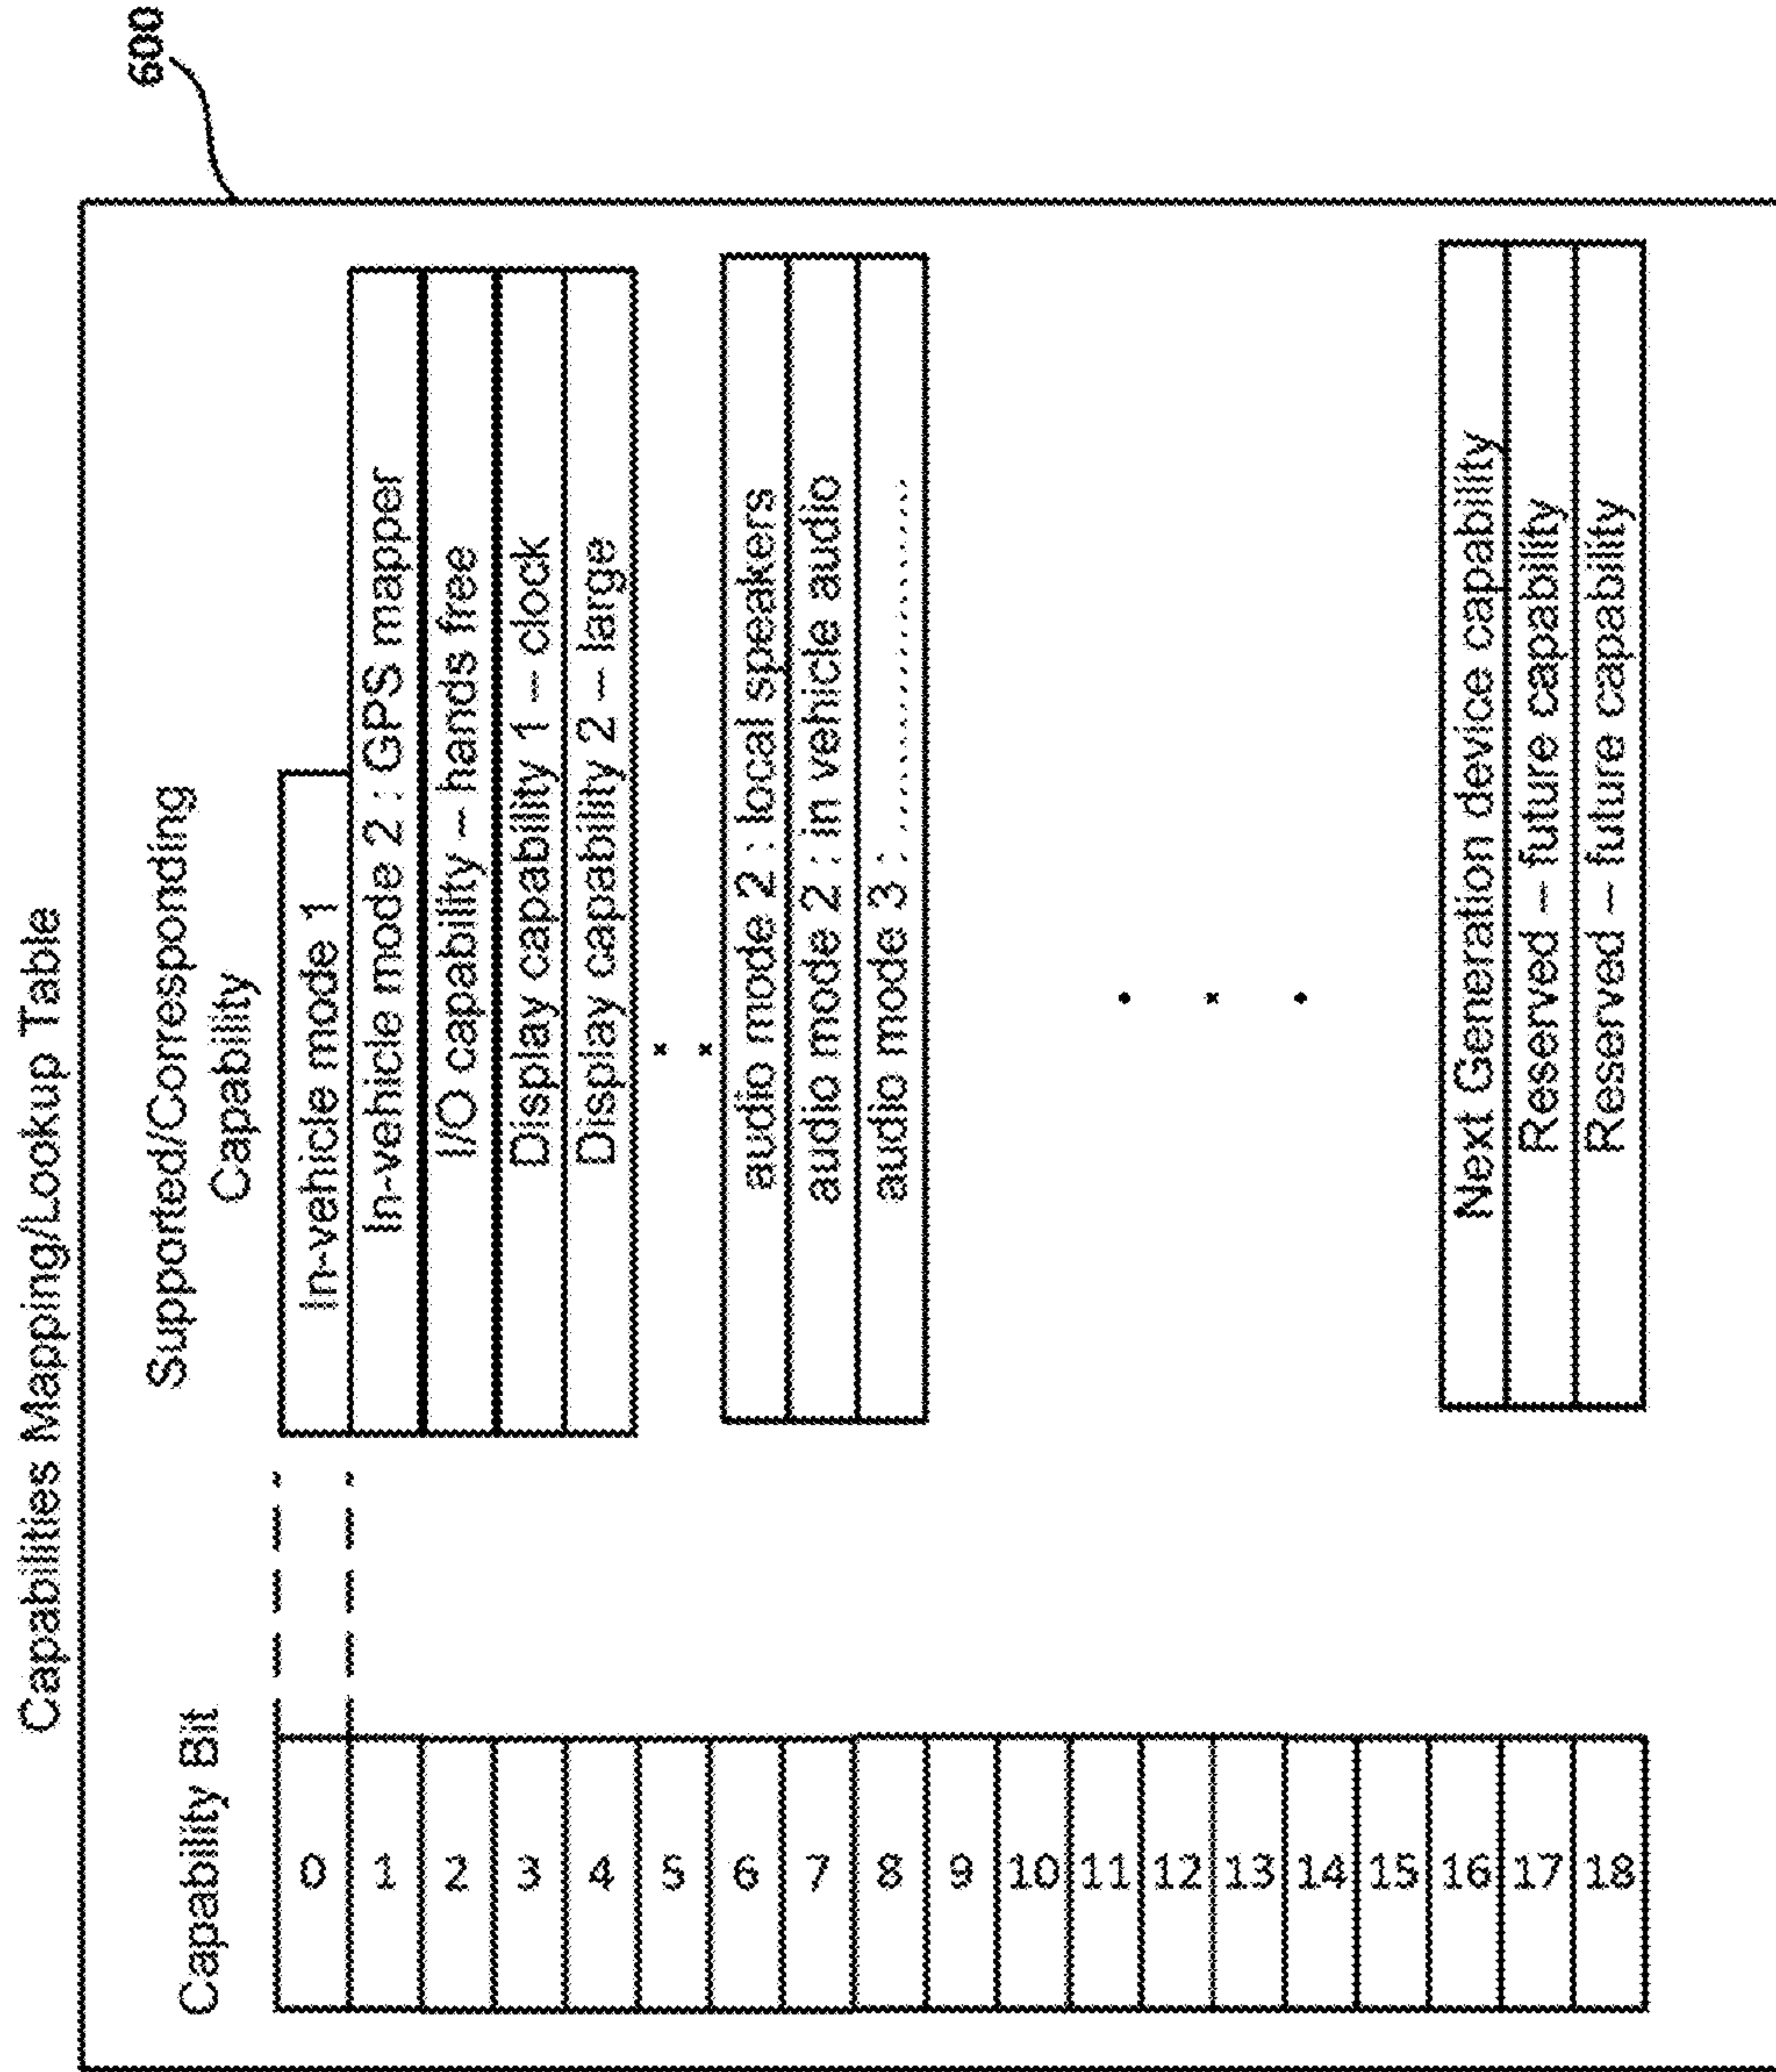 Capabilities Mapping/Lookup Table
600
Capability Bit
Supported/Corresponding
Capability
0
In-vehicle mode 1
1
In-vehicle mode 2 : GPS mapper
2
I/O capability – hands free
3
Display capability 1 – clock
4
Display capability 2 – large
5
6
audio mode 2 : local speakers
7
audio mode 2 : in vehicle audio
8
audio mode 3 : ................
9
10
11
12
13
14
15
16
Next Generation device capability
17
Reserved – future capability
18
Reserved – future capability